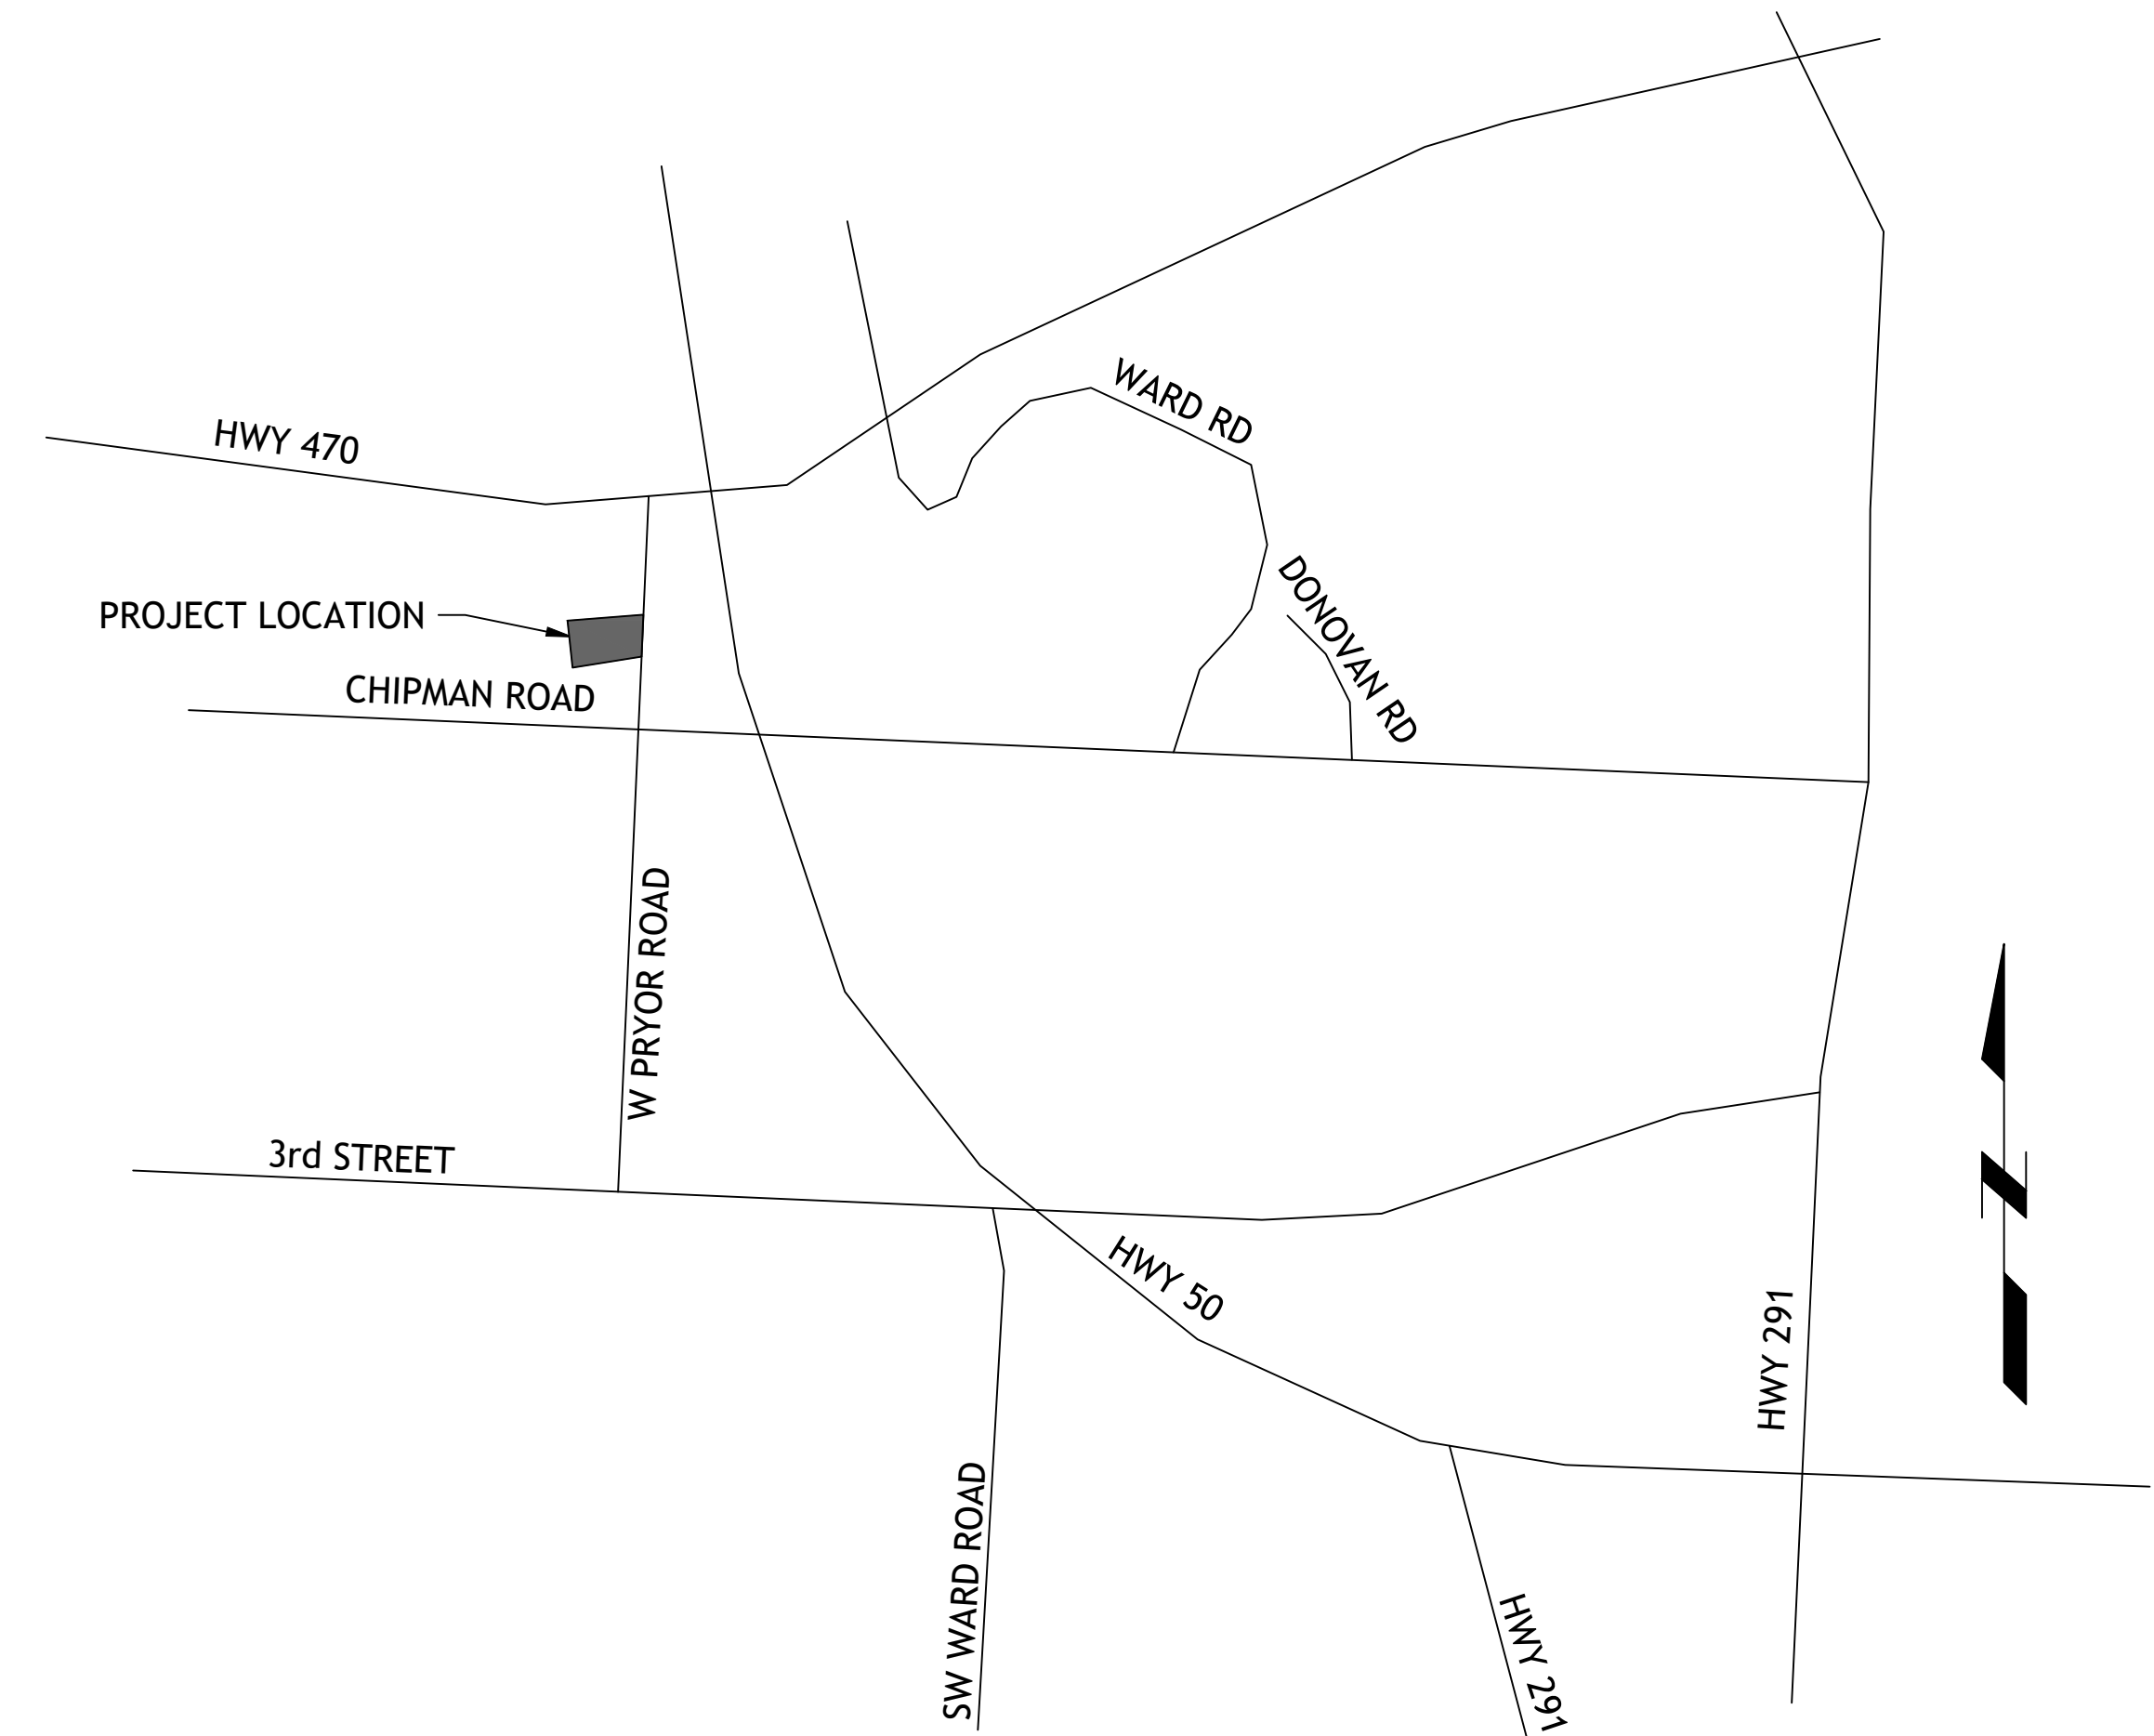 WARD RD
HWY 470
DONOVAN RD
PROJECT LOCATION
CHIPMAN ROAD
W PRYOR ROAD
3rd STREET
HWY 50
HWY 291
SW WARD ROAD
HWY 291
N